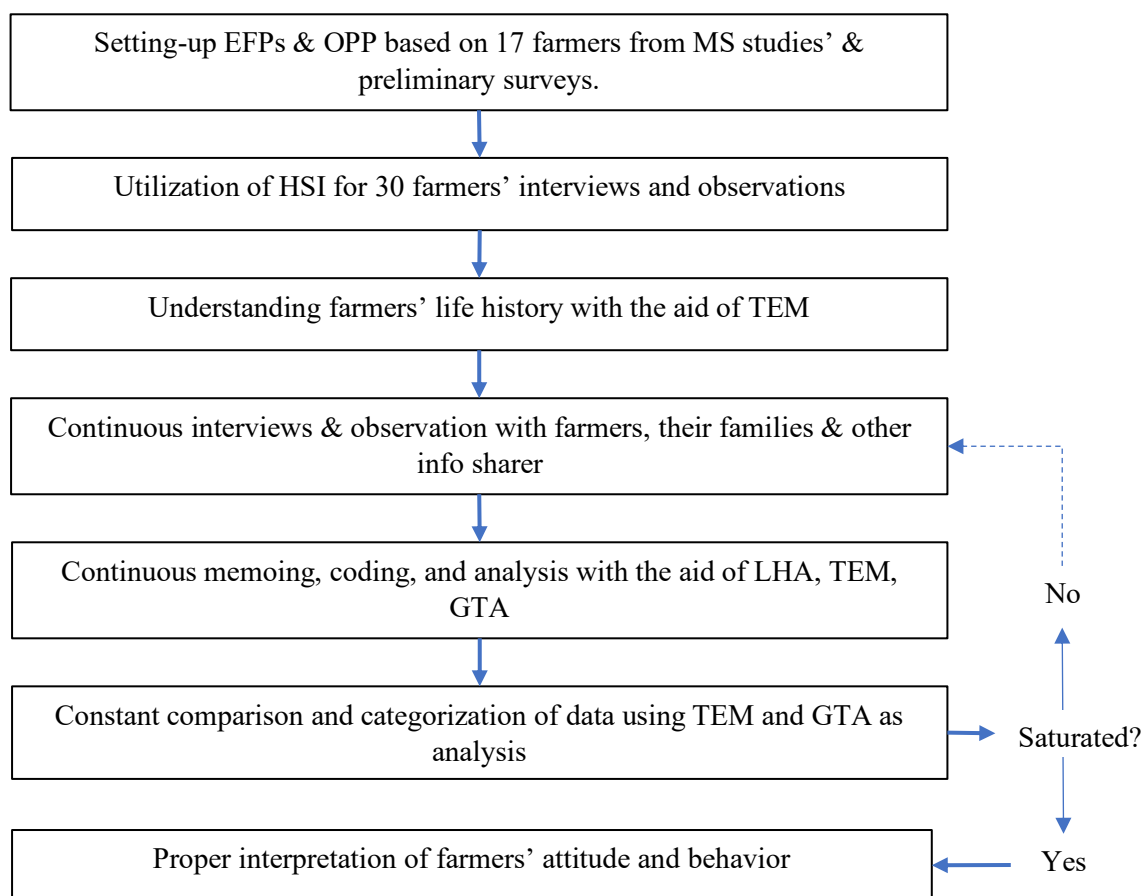 Setting-up EFPs & OPP based on 17 farmers from MS studies’ &
preliminary surveys.
Utilization of HSI for 30 farmers’ interviews and observations
Understanding farmers’ life history with the aid of TEM
Continuous interviews & observation with farmers, their families & other
info sharer
Continuous memoing, coding, and analysis with the aid of LHA, TEM,
GTA
No
Constant comparison and categorization of data using TEM and GTA as
analysis
Saturated?
Proper interpretation of farmers’ attitude and behavior
Yes